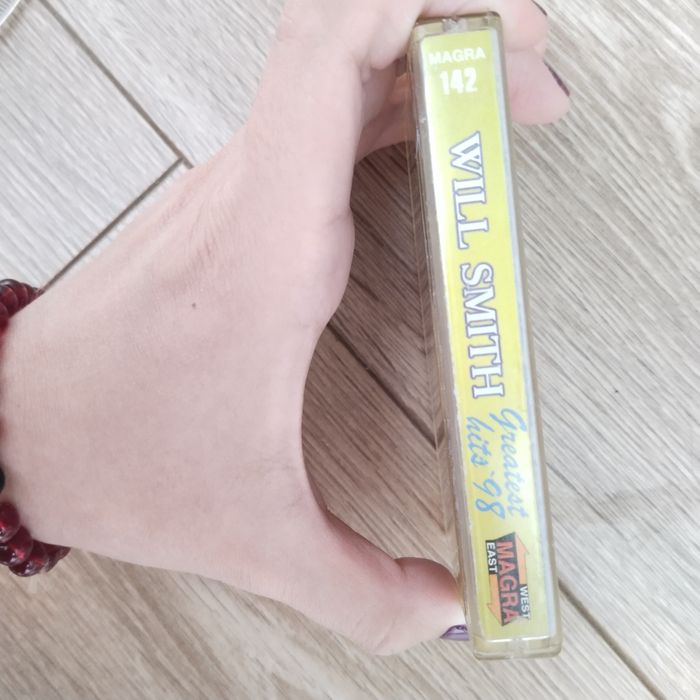 MAGRA
142
WILL SMITH
Greatest
hits '98
WEST
MAGRA
EAST